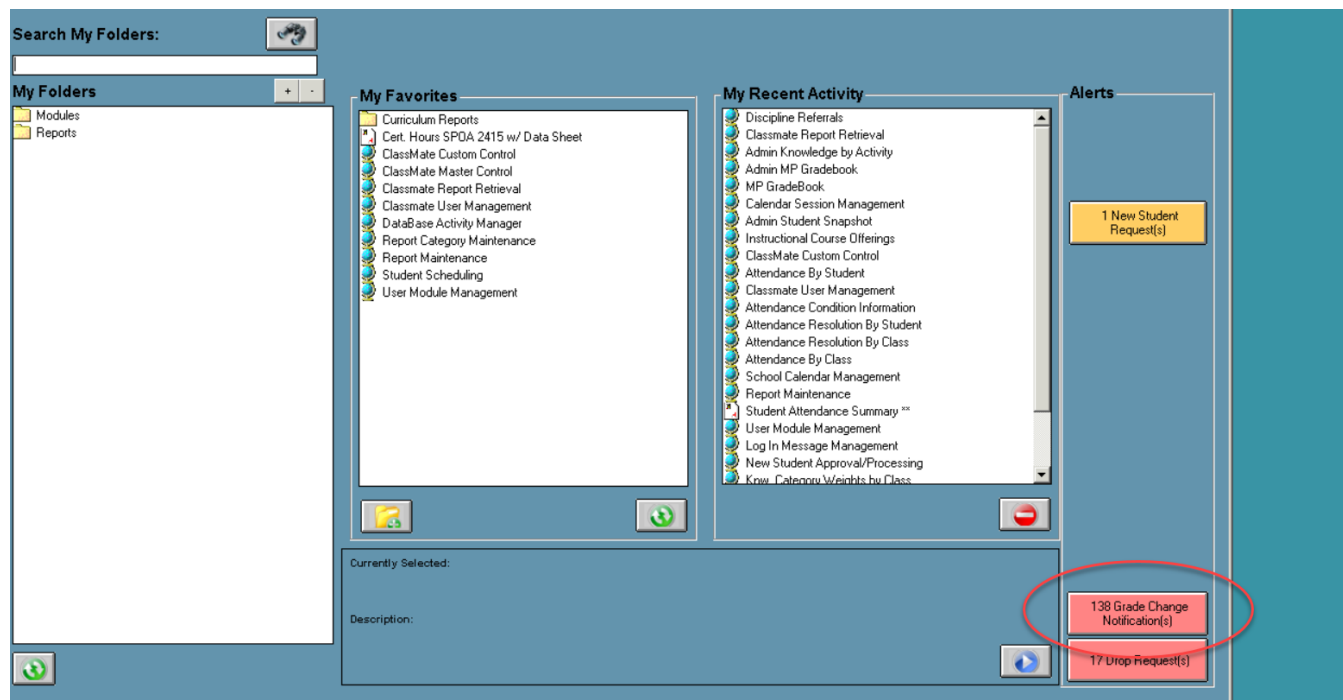 Search My Folders:
My Folders
+ -
Modules
Reports
My Favorites
Curriculum Reports
Cert. Hours SPOA 2415 w/ Data Sheet
ClassMate Custom Control
ClassMate Master Control
Classmate Report Retrieval
Classmate User Management
DataBase Activity Manager
Report Category Maintenance
Report Maintenance
Student Scheduling
User Module Management
My Recent Activity
Discipline Referrals
Classmate Report Retrieval
Admin Knowledge by Activity
Admin MP Gradebook
MP GradeBook
Calendar Session Management
Admin Student Snapshot
Instructional Course Offerings
ClassMate Custom Control
Attendance By Student
Classmate User Management
Attendance Condition Information
Attendance Resolution By Student
Attendance Resolution By Class
Attendance By Class
School Calendar Management
Report Maintenance
Student Attendance Summary **
User Module Management
Log In Message Management
New Student Approval/Processing
Knw. Category Weights by Class
Alerts
1 New Student
Request(s)
138 Grade Change
Notification(s)
17 Drop Request(s)
Currently Selected:
Description: